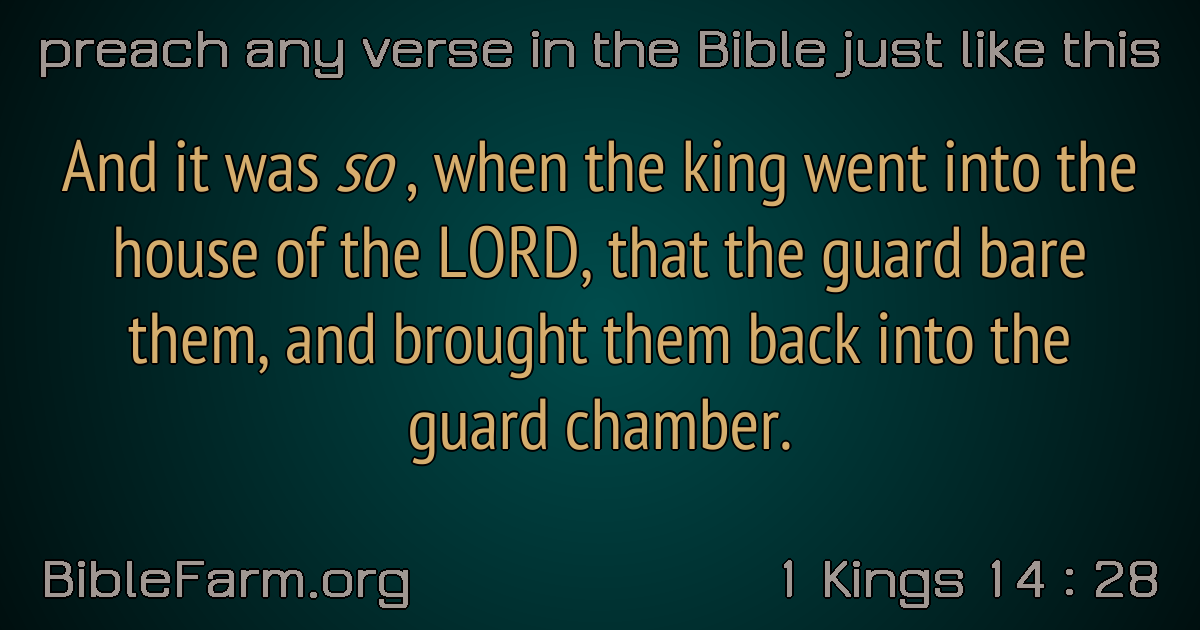 preach any verse in the Bible just like this
And it was so , when the king went into the
house of the LORD, that the guard bare
them, and brought them back into the
guard chamber.
BibleFarm.org
1 Kings 14 : 28